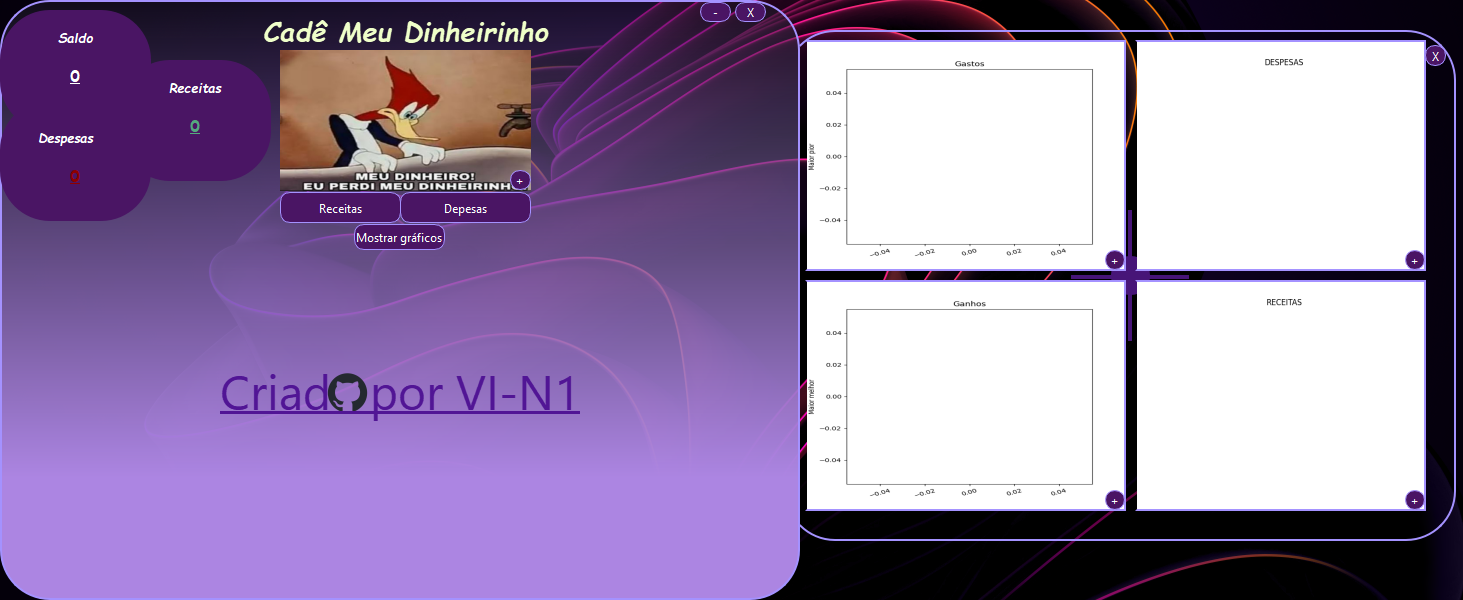 Cadê Meu Dinheirinho
-
X
Saldo
0
Receitas
0
Despesas
0
MEU DINHEIRO!
EU PERDI MEU DINHEIRINH
+
Receitas
Depesas
Mostrar gráficos
Criad por VI-N1
X
Gastos
Maior pior
0.04
0.02
0.00
−0.02
−0.04
−0.04
−0.02
0.00
0.02
0.04
+
DESPESAS
+
Ganhos
Maior melhor
0.04
0.02
0.00
−0.02
−0.04
−0.04
−0.02
0.00
0.02
0.04
+
RECEITAS
+